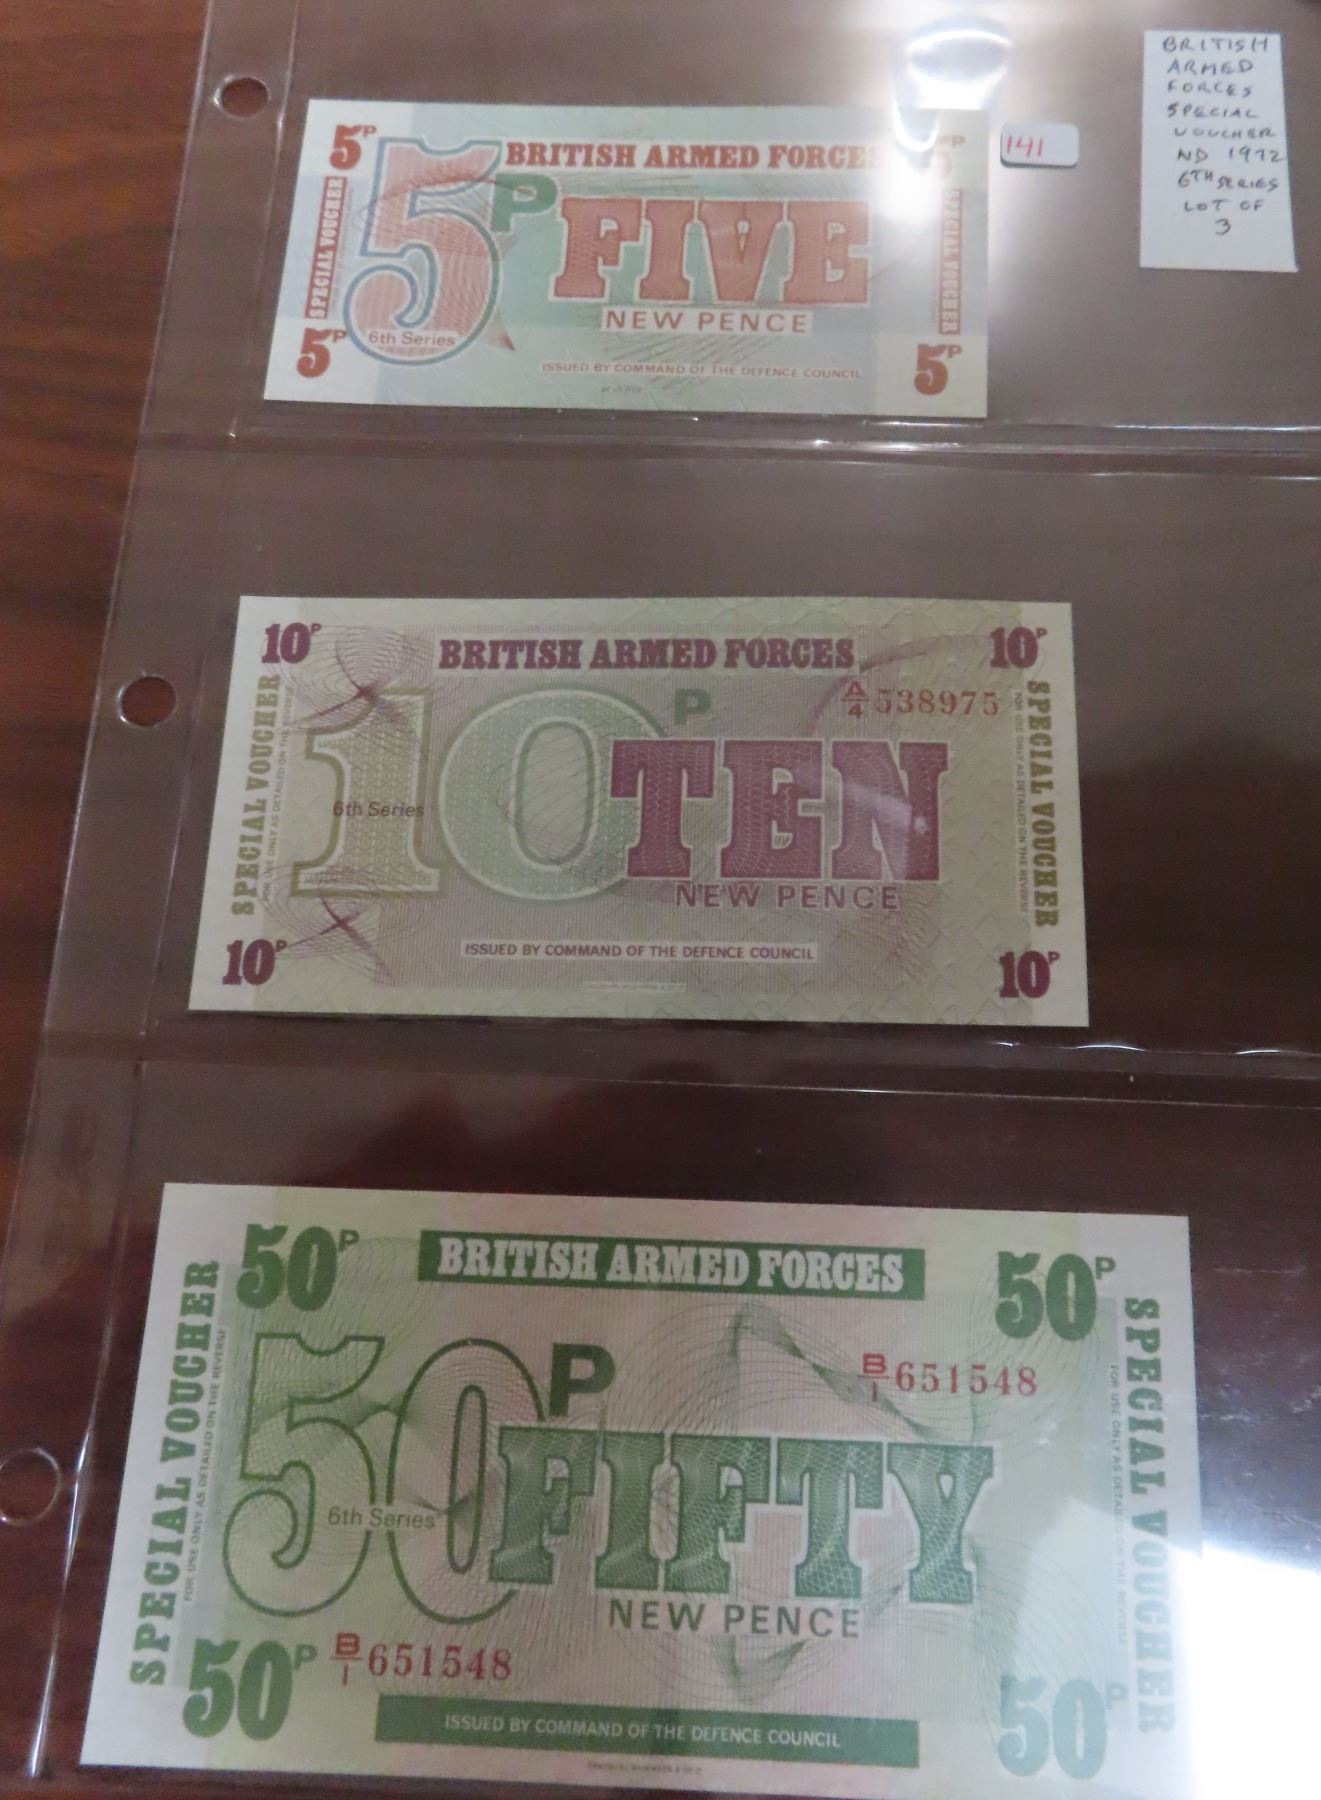 BRITISH
ARMED
FORCES
SPECIAL
VOUCHER
ND 1972
6TH SERIES
LOT OF
3
141
5P
BRITISH ARMED FORCES
SPECIAL VOUCHER
5P
FIVE
NEW PENCE
6th Series
SPECIAL VOUCHER
5P
ISSUED BY COMMAND OF THE DEFENCE COUNCIL
5P
10P
BRITISH ARMED FORCES
10P
A/4 538975
SPECIAL VOUCHER
FOR USE ONLY AS DETAILED ON THE REVERSE
10P
TEN
6th Series
NEW PENCE
FOR USE ONLY AS DETAILED ON THE REVERSE
SPECIAL VOUCHER
10P
ISSUED BY COMMAND OF THE DEFENCE COUNCIL
10P
50P
BRITISH ARMED FORCES
50P
B/1 651548
SPECIAL VOUCHER
FOR USE ONLY AS DETAILED ON THE REVERSE
50P
FIFTY
6th Series
NEW PENCE
FOR USE ONLY AS DETAILED ON THE REVERSE
SPECIAL VOUCHER
50P
B/1 651548
ISSUED BY COMMAND OF THE DEFENCE COUNCIL
50P